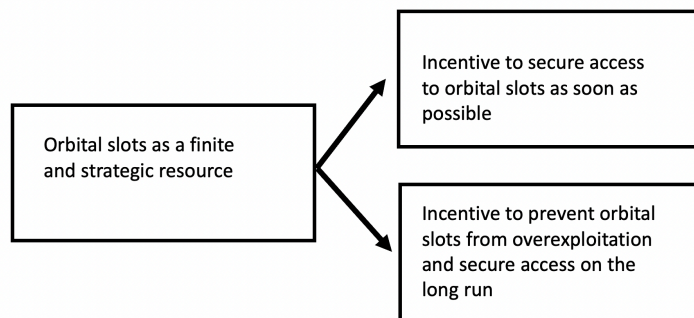 Incentive to secure access
to orbital slots as soon as
possible
Orbital slots as a finite
and strategic resource
Incentive to prevent orbital
slots from overexploitation
and secure access on the
long run